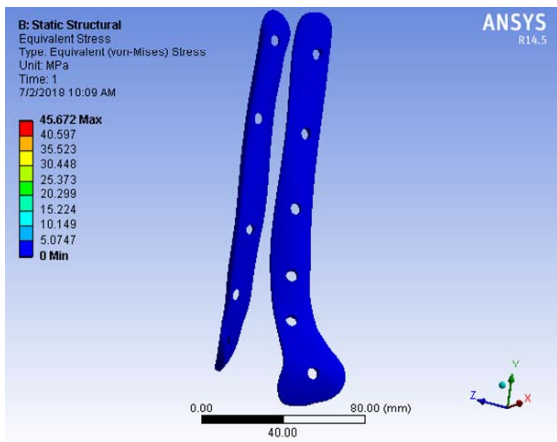 B: Static Structural
Equivalent Stress
Type: Equivalent (von-Mises) Stress
Unit: MPa
Time: 1
7/2/2018 10:09 AM
45.672 Max
40.597
35.523
30.448
25.373
20.299
15.224
10.149
5.0747
0 Min
ANSYS
R14.5
0.00
80.00 (mm)
40.00
Y
Z
X